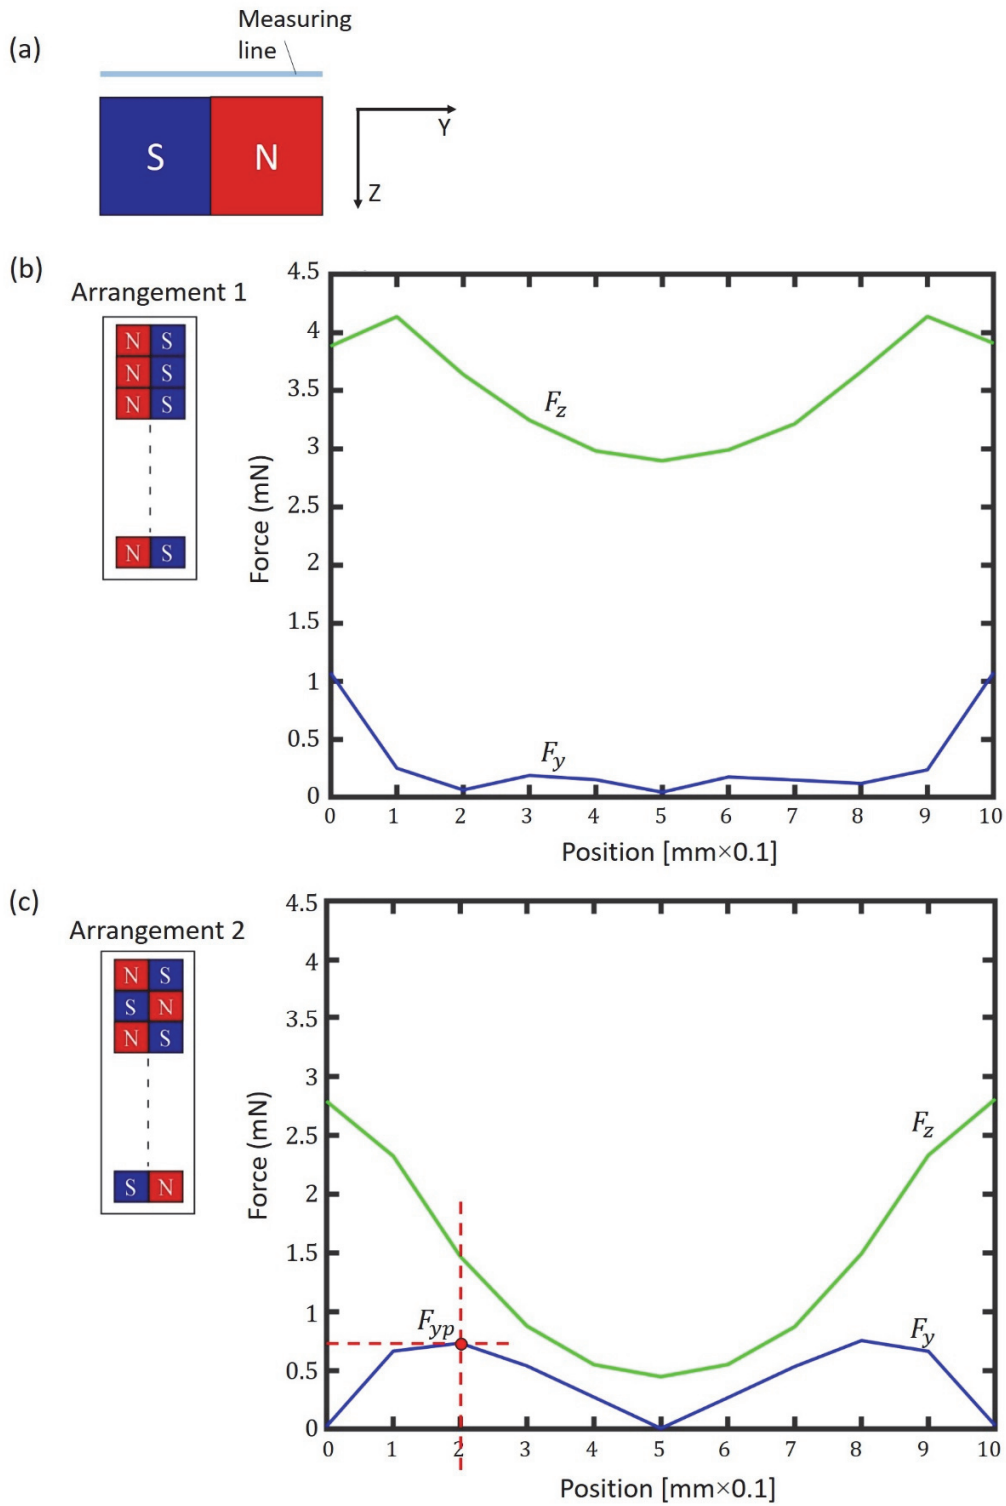 (a)
Measuring
line
S N
Y
Z
(b)
Arrangement 1
N S
N S
N S
N S
4.5
4
3.5
3
2.5
2
1.5
1
0.5
0
Force (mN)
Fz
Fy
0 1 2 3 4 5 6 7 8 9 10
Position [mm×0.1]
(c)
Arrangement 2
N S
S N
N S
S N
4.5
4
3.5
3
2.5
2
1.5
1
0.5
0
Force (mN)
Fz
Fyp
Fy
0 1 2 3 4 5 6 7 8 9 10
Position [mm×0.1]